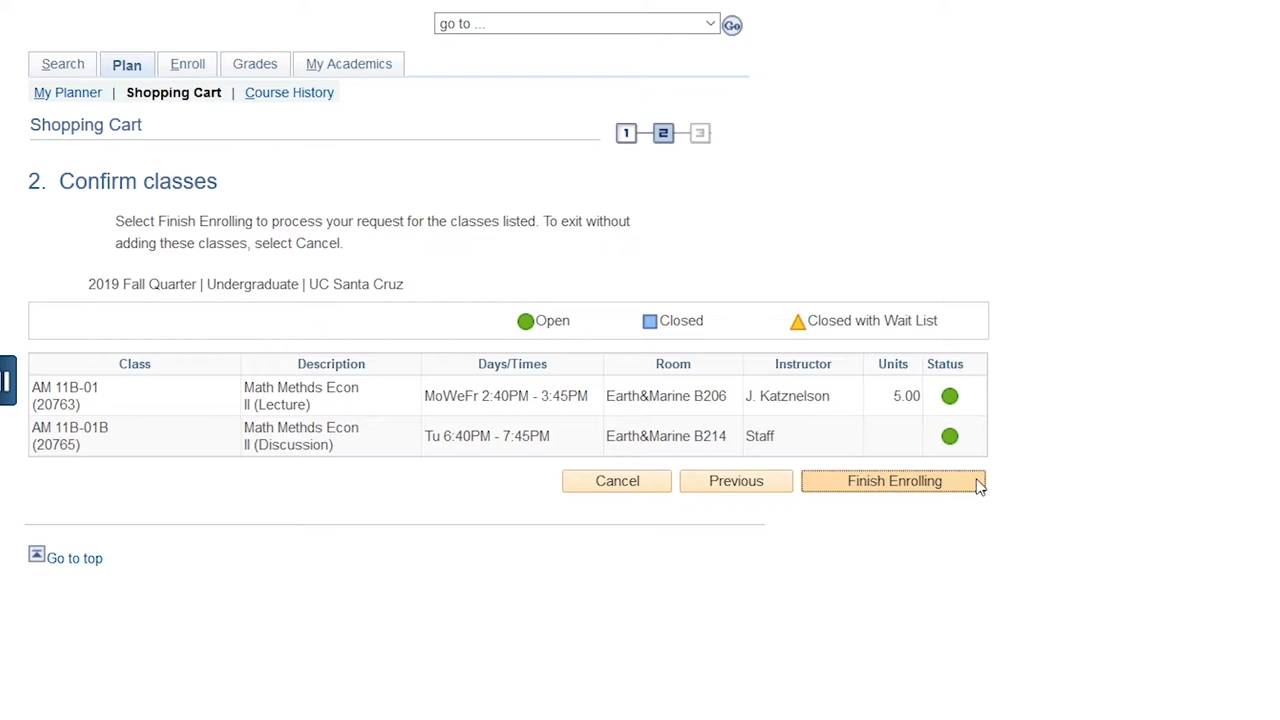 go to ...
Go
Search Plan Enroll Grades My Academics
My Planner | Shopping Cart | Course History
Shopping Cart
1 2 3
2. Confirm classes
Select Finish Enrolling to process your request for the classes listed. To exit without
adding these classes, select Cancel.
2019 Fall Quarter | Undergraduate | UC Santa Cruz
Open Closed Closed with Wait List
Class Description Days/Times Room Instructor Units Status
AM 11B-01 (20763) Math Methds Econ II (Lecture) MoWeFr 2:40PM - 3:45PM Earth&Marine B206 J. Katznelson 5.00
AM 11B-01B (20765) Math Methds Econ II (Discussion) Tu 6:40PM - 7:45PM Earth&Marine B214 Staff
Cancel Previous Finish Enrolling
Go to top